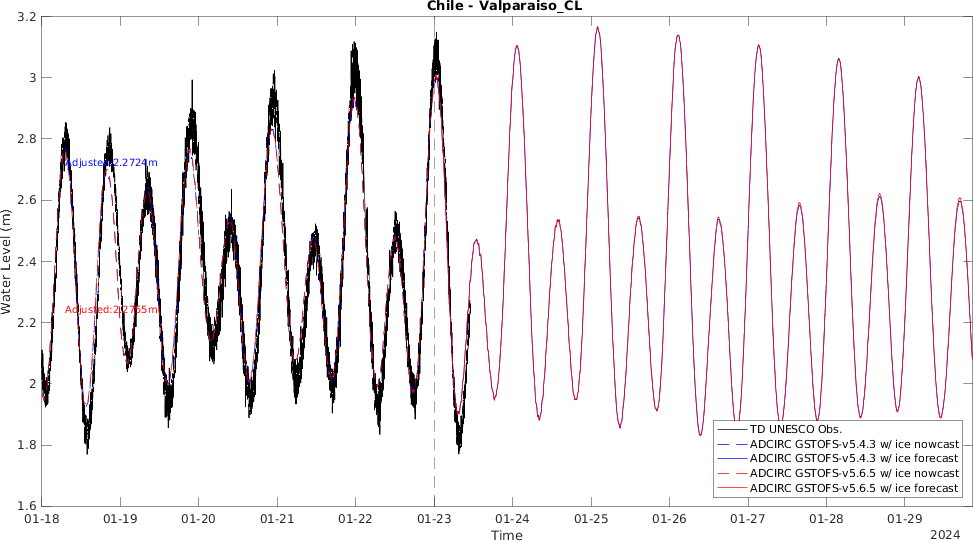 Chile - Valparaiso_CL
3.2
3
2.8
2.6
2.4
2.2
2
1.8
1.6
Water Level (m)
Adjusted:2.2724m
Adjusted:2.2765m
TD UNESCO Obs.
ADCIRC GSTOFS-v5.4.3 w/ ice nowcast
ADCIRC GSTOFS-v5.4.3 w/ ice forecast
ADCIRC GSTOFS-v5.6.5 w/ ice nowcast
ADCIRC GSTOFS-v5.6.5 w/ ice forecast
01-18 01-19 01-20 01-21 01-22 01-23 01-24 01-25 01-26 01-27 01-28 01-29
Time
2024